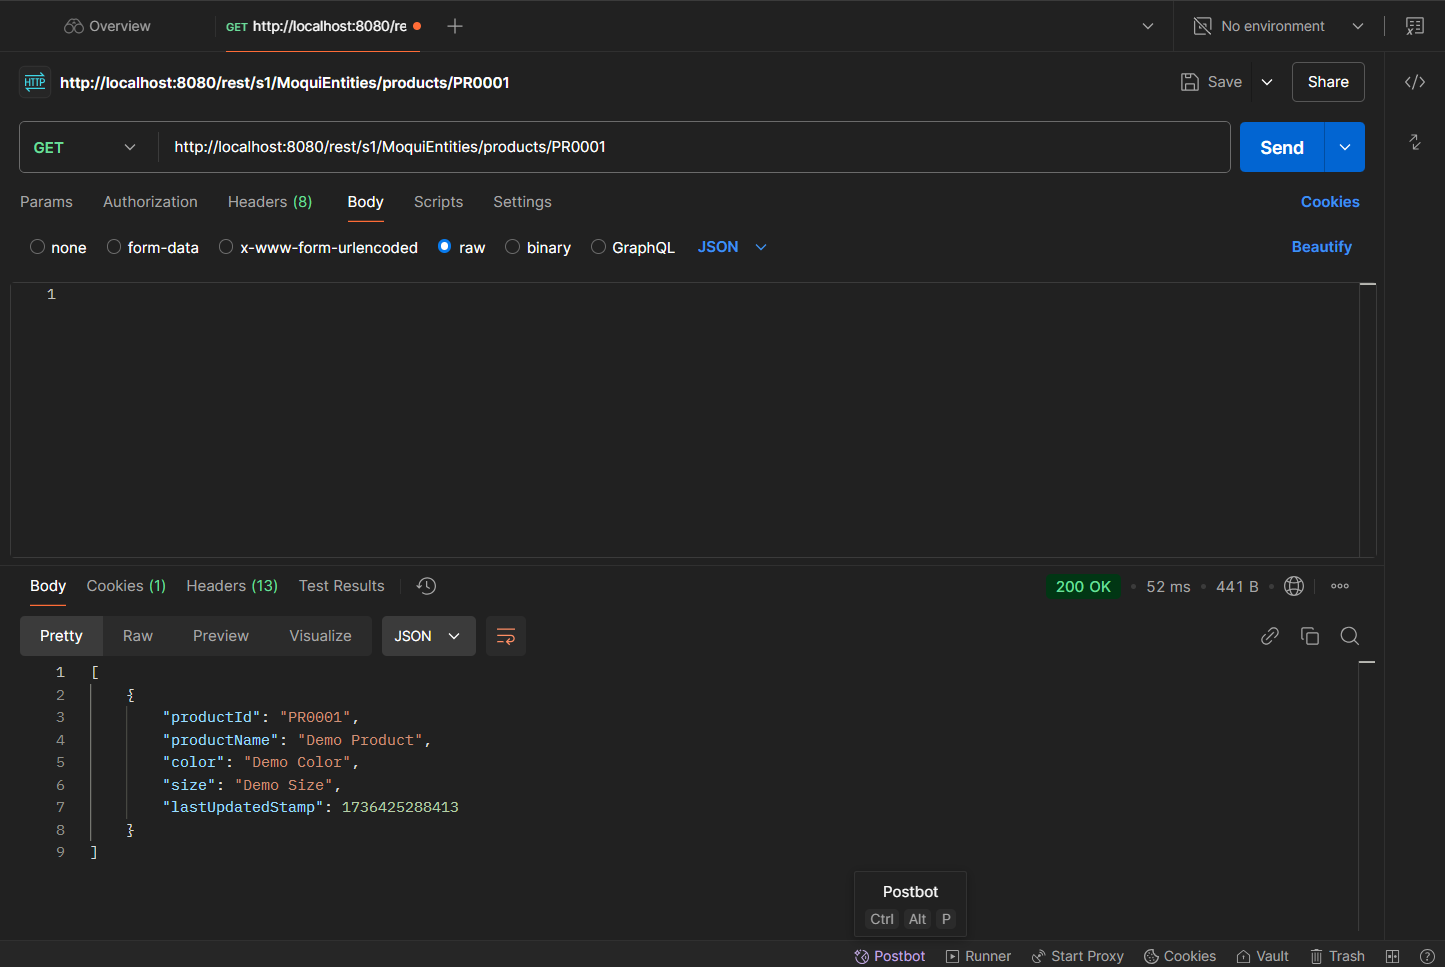 Overview
GET http://localhost:8080/re
No environment
HTTP http://localhost:8080/rest/s1/MoquiEntities/products/PR0001
Save
Share
GET http://localhost:8080/rest/s1/MoquiEntities/products/PR0001
Send
Params Authorization Headers (8) Body Scripts Settings Cookies
none form-data x-www-form-urlencoded raw binary GraphQL JSON Beautify
1
Body Cookies (1) Headers (13) Test Results 200 OK 52 ms 441 B
Pretty Raw Preview Visualize JSON
1 [
2 {
3 "productId": "PR0001",
4 "productName": "Demo Product",
5 "color": "Demo Color",
6 "size": "Demo Size",
7 "lastUpdatedStamp": 1736425288413
8 }
9 ]
Postbot
Ctrl Alt P
Postbot Runner Start Proxy Cookies Vault Trash